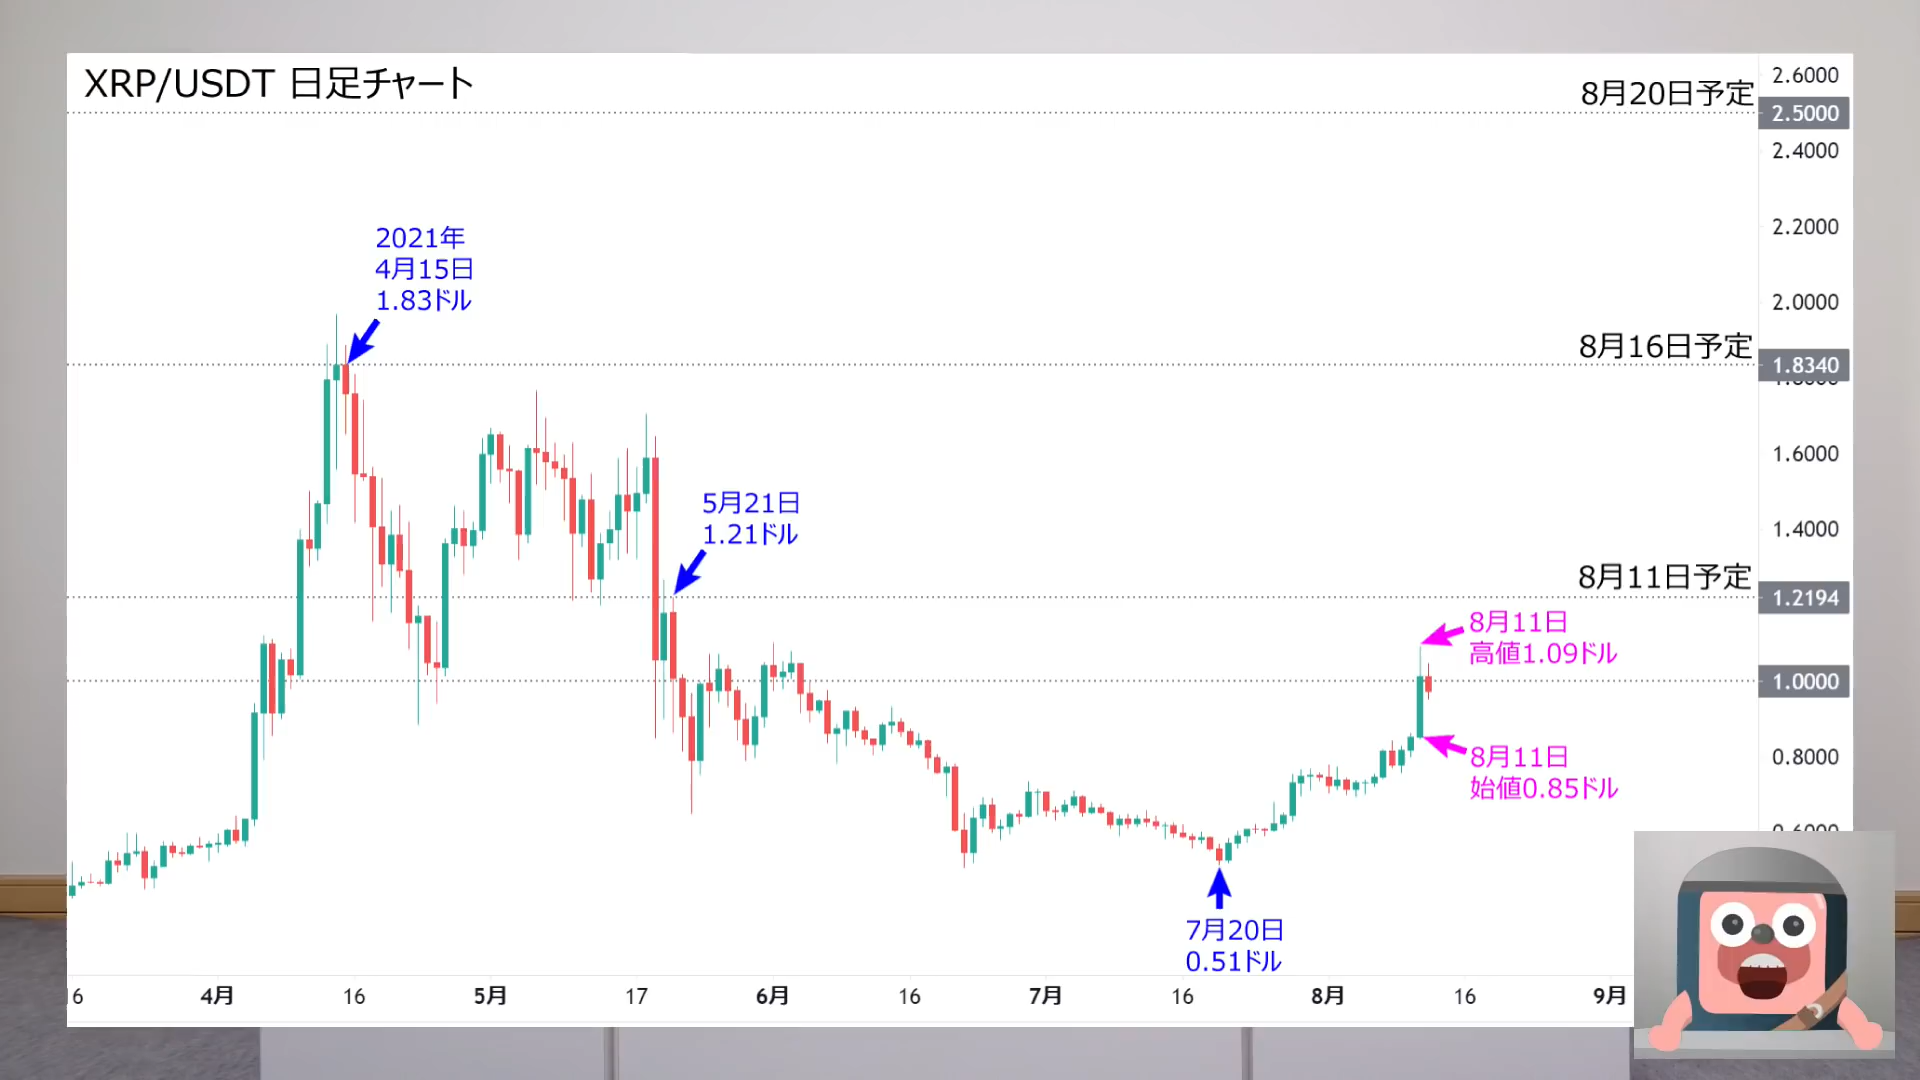 XRP/USDT 日足チャート
8月20日予定
2.6000
2.5000
2.4000
2021年
4月15日
1.83ドル
2.2000
2.0000
8月16日予定
1.8340
1.6000
5月21日
1.21ドル
1.4000
8月11日予定
1.2194
8月11日
高値1.09ドル
1.0000
8月11日
始値0.85ドル
0.8000
7月20日
0.51ドル
16 4月 16 5月 17 6月 16 7月 16 8月 16 9月